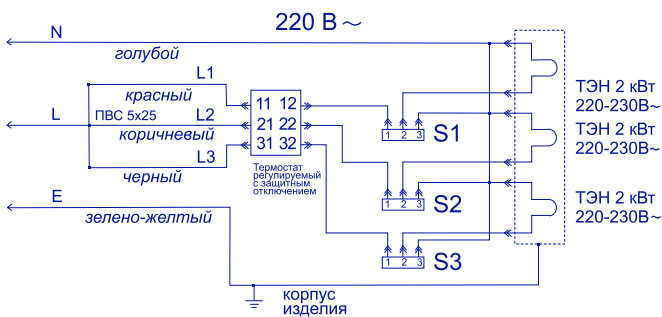 220 В ~
N
голубой
L1
красный
ПВС 5х25
L
L2
коричневый
L3
черный
E
зелено-желтый
11 12
21 22
31 32
Термостат
регулируемый
с защитным
отключением
1 2 3
S1
1 2 3
S2
1 2 3
S3
ТЭН 2 кВт
220-230В~
ТЭН 2 кВт
220-230В~
ТЭН 2 кВт
220-230В~
корпус
изделия